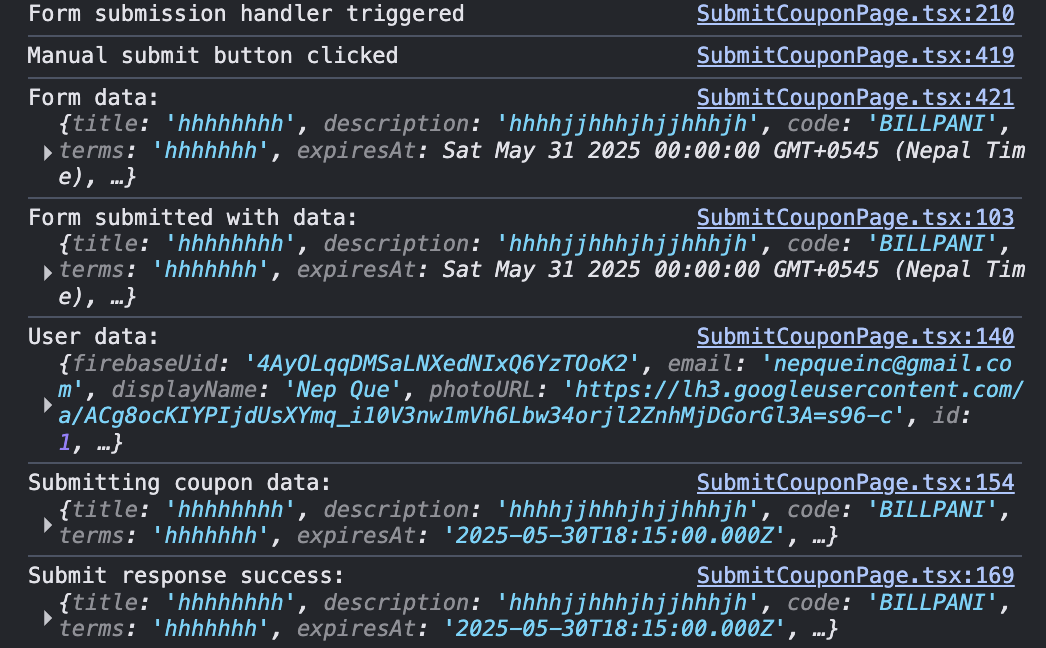 Form submission handler triggered SubmitCouponPage.tsx:210
Manual submit button clicked SubmitCouponPage.tsx:419
Form data: SubmitCouponPage.tsx:421
{title: 'hhhhhhhh', description: 'hhhhjjhhhjhjjhhhjh', code: 'BILLPANI',
terms: 'hhhhhhh', expiresAt: Sat May 31 2025 00:00:00 GMT+0545 (Nepal Tim
e), …}
Form submitted with data: SubmitCouponPage.tsx:103
{title: 'hhhhhhhh', description: 'hhhhjjhhhjhjjhhhjh', code: 'BILLPANI',
terms: 'hhhhhhh', expiresAt: Sat May 31 2025 00:00:00 GMT+0545 (Nepal Tim
e), …}
User data: SubmitCouponPage.tsx:140
{firebaseUid: '4AyOLqqDMSaLNXedNIxQ6YzTOoK2', email: 'nepqueinc@gmail.co
m', displayName: 'Nep Que', photoURL: 'https://lh3.googleusercontent.com/
a/ACg8ocKIYPIjdUsXYmq_i10V3nw1mVh6Lbw34orjl2ZnhMjDGorGl3A=s96-c', id:
1, …}
Submitting coupon data: SubmitCouponPage.tsx:154
{title: 'hhhhhhhh', description: 'hhhhjjhhhjhjjhhhjh', code: 'BILLPANI',
terms: 'hhhhhhh', expiresAt: '2025-05-30T18:15:00.000Z', …}
Submit response success: SubmitCouponPage.tsx:169
{title: 'hhhhhhhh', description: 'hhhhjjhhhjhjjhhhjh', code: 'BILLPANI',
terms: 'hhhhhhh', expiresAt: '2025-05-30T18:15:00.000Z', …}